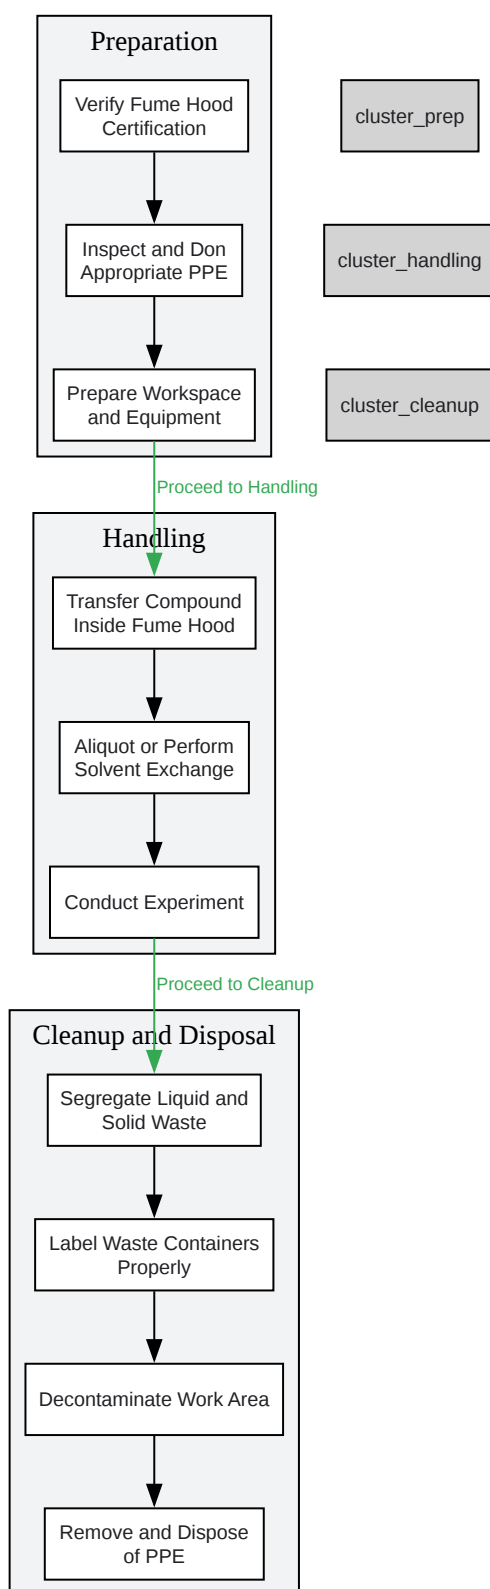 Preparation
Verify Fume Hood
Certification
cluster_prep
Inspect and Don
Appropriate PPE
cluster_handling
Prepare Workspace
and Equipment
cluster_cleanup
Proceed to Handling
Handling
Transfer Compound
Inside Fume Hood
Aliquot or Perform
Solvent Exchange
Conduct Experiment
Proceed to Cleanup
Cleanup and Disposal
Segregate Liquid and
Solid Waste
Label Waste Containers
Properly
Decontaminate Work Area
Remove and Dispose
of PPE